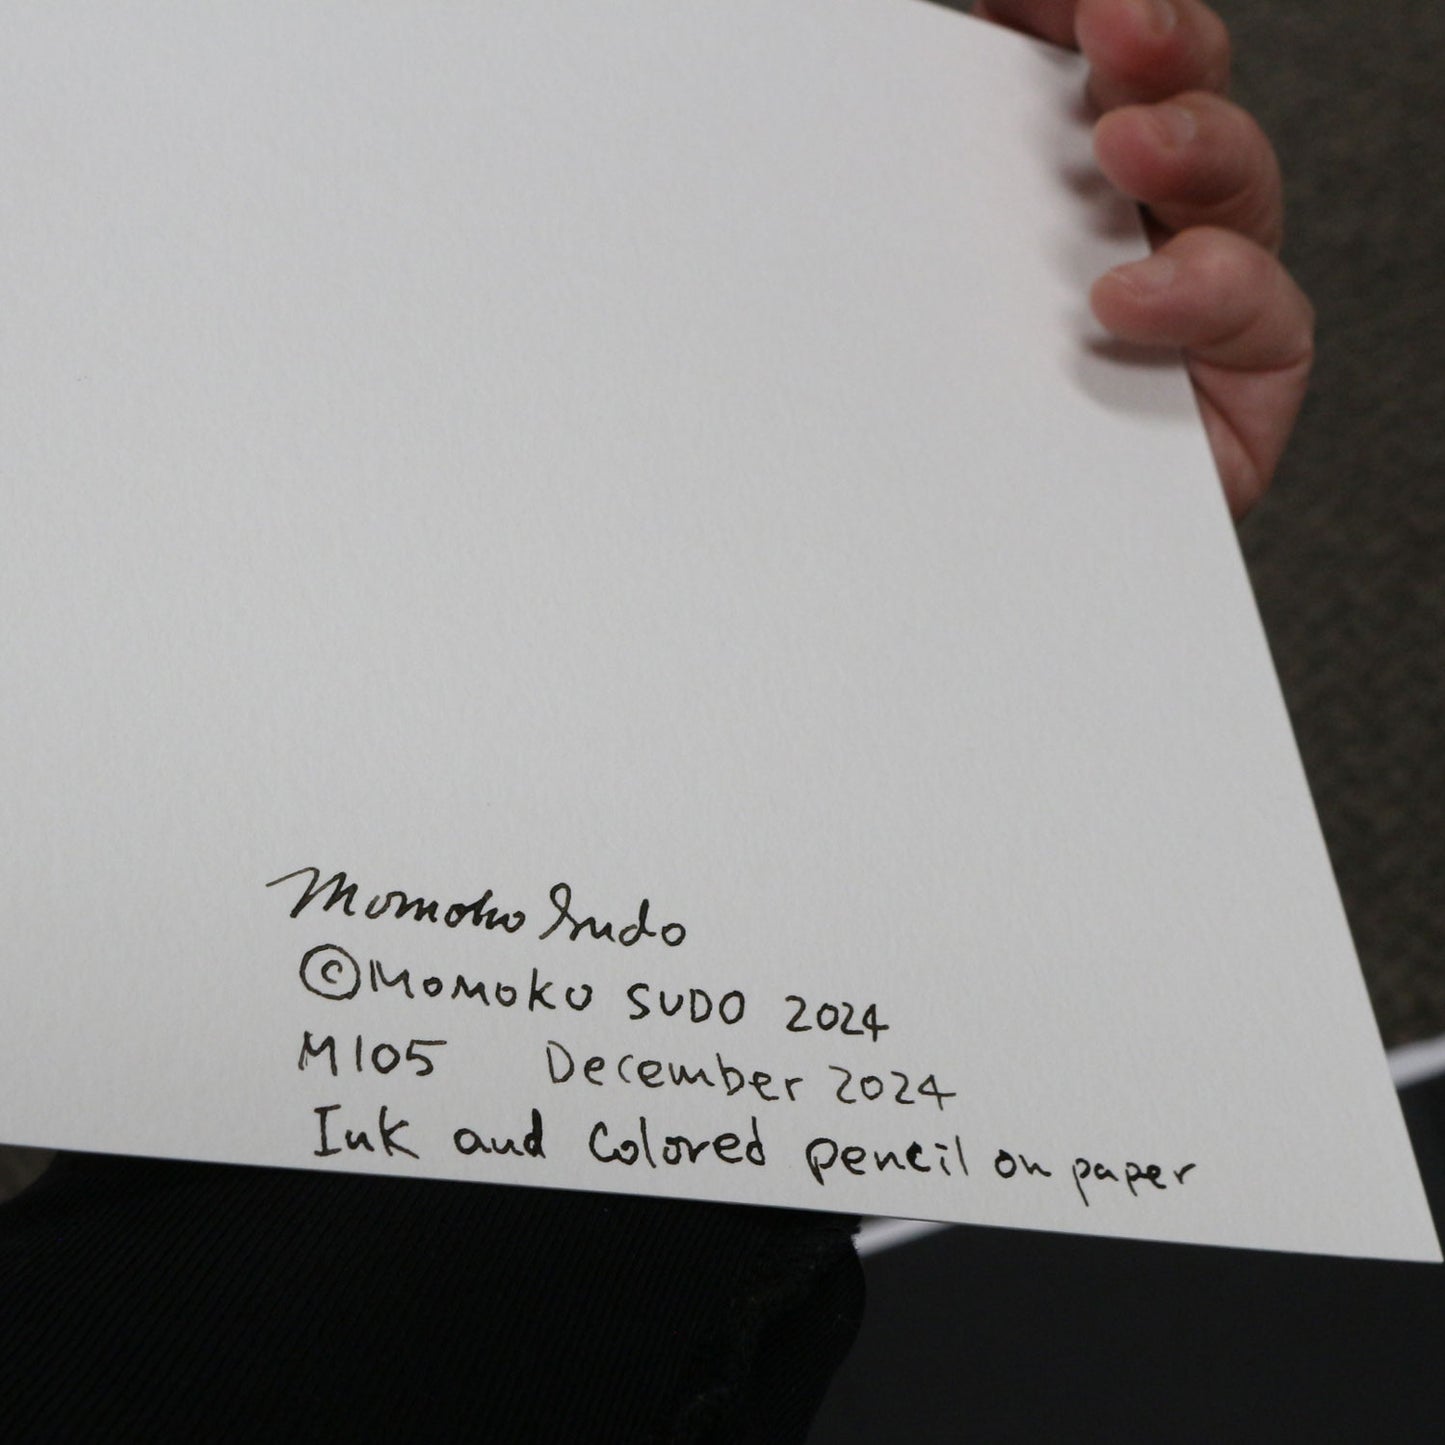 Momoko Sudo
©MOMOKO SUDO 2024
M105 December 2024
Ink and Colored pencil on paper